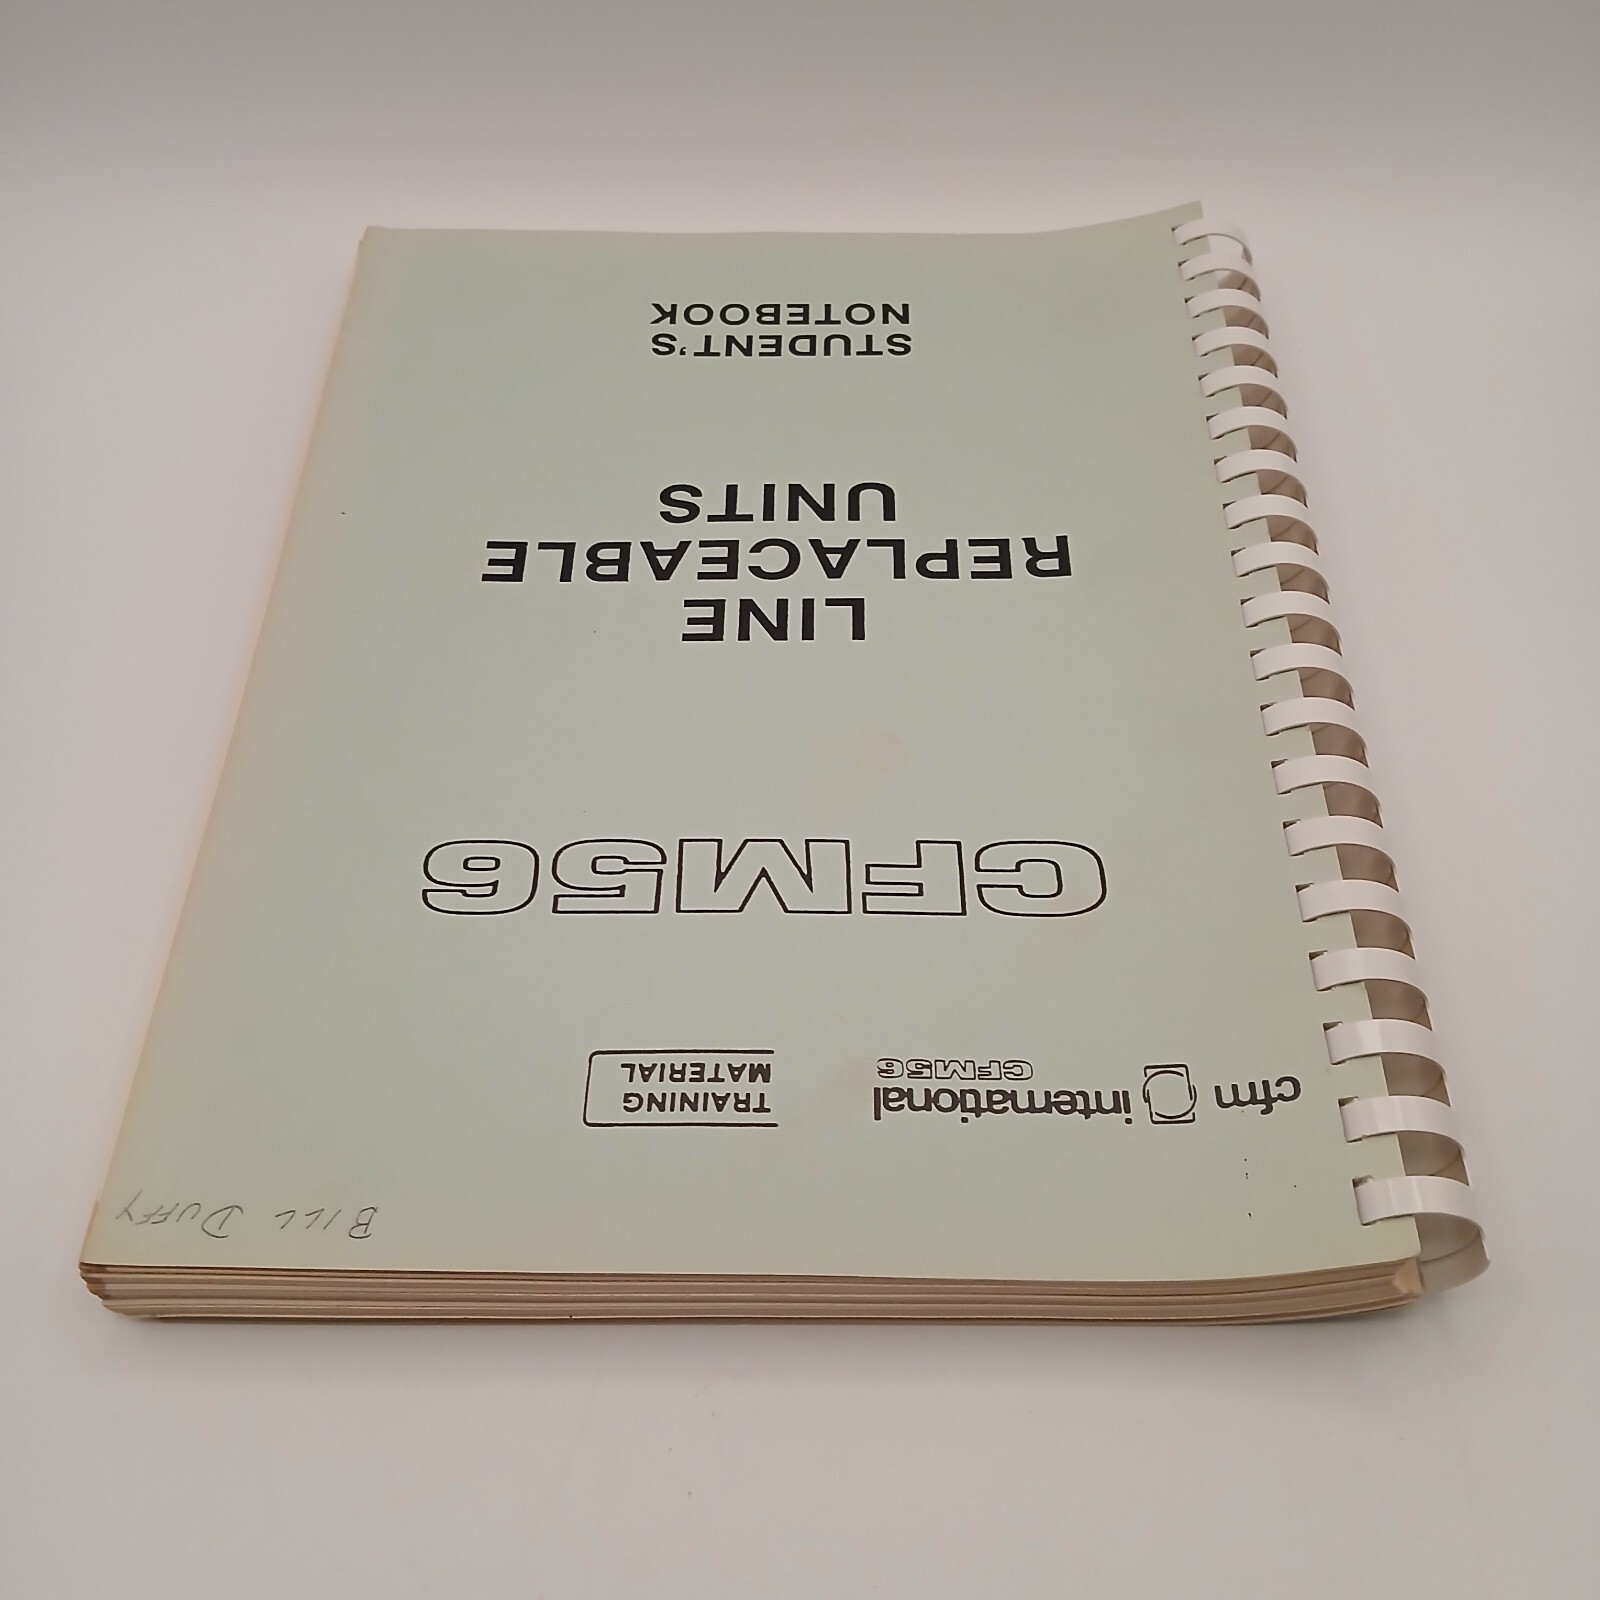 BILL DUFFY
cfm international
CFM56
TRAINING
MATERIAL
CFM56
LINE
REPLACEABLE
UNITS
STUDENT'S
NOTEBOOK